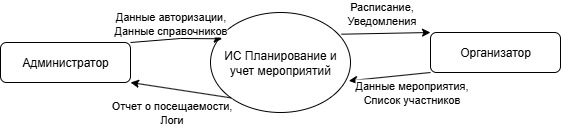 Данные авторизации,
Данные справочников
Расписание,
Уведомления
Администратор
ИС Планирование и
учет мероприятий
Организатор
Отчет о посещаемости,
Логи
Данные мероприятия,
Список участников